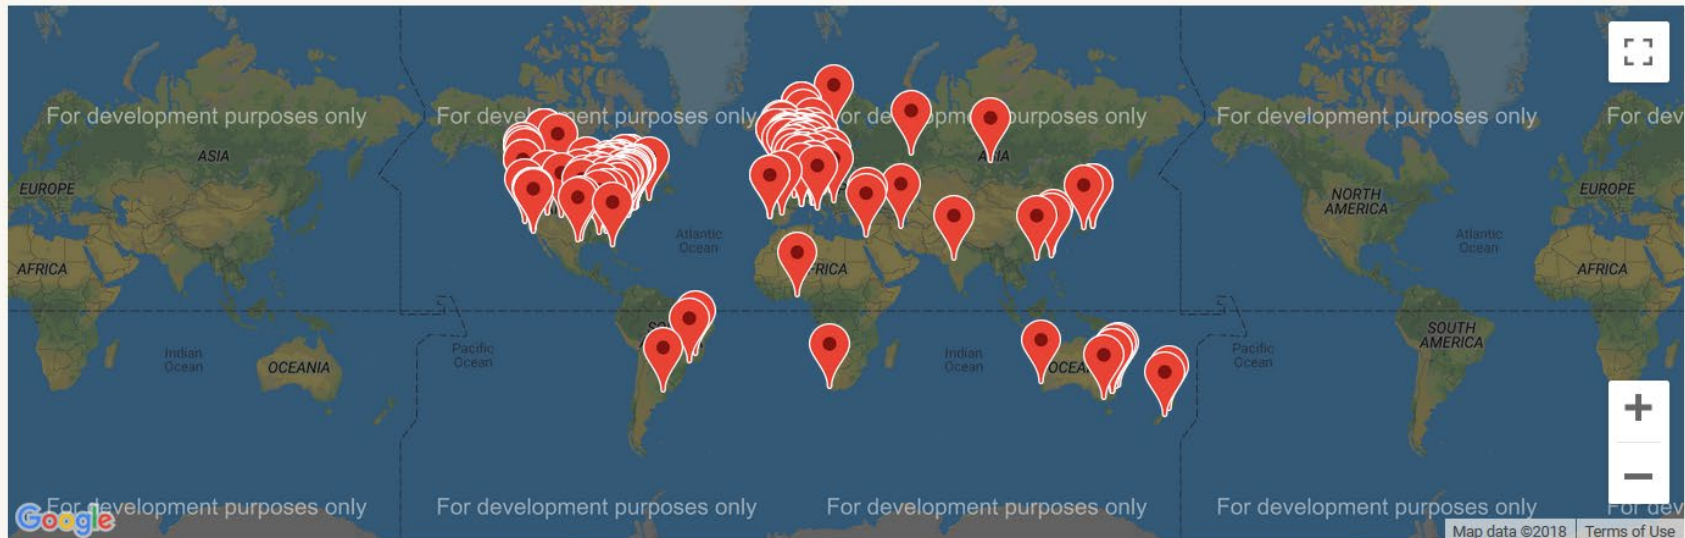 For development purposes only
For development purposes only
For development purposes only
For development purposes only
For dev
ASIA
EUROPE
NORTH
AMERICA
EUROPE
Atlantic
Ocean
Atlantic
Ocean
AFRICA
AFRICA
Indian
Ocean
OCEANIA
Pacific
Ocean
Indian
Ocean
Pacific
Ocean
SOUTH
AMERICA
For development purposes only
For development purposes only
For development purposes only
For development purposes only
For dev
Google
Map data ©2018
Terms of Use